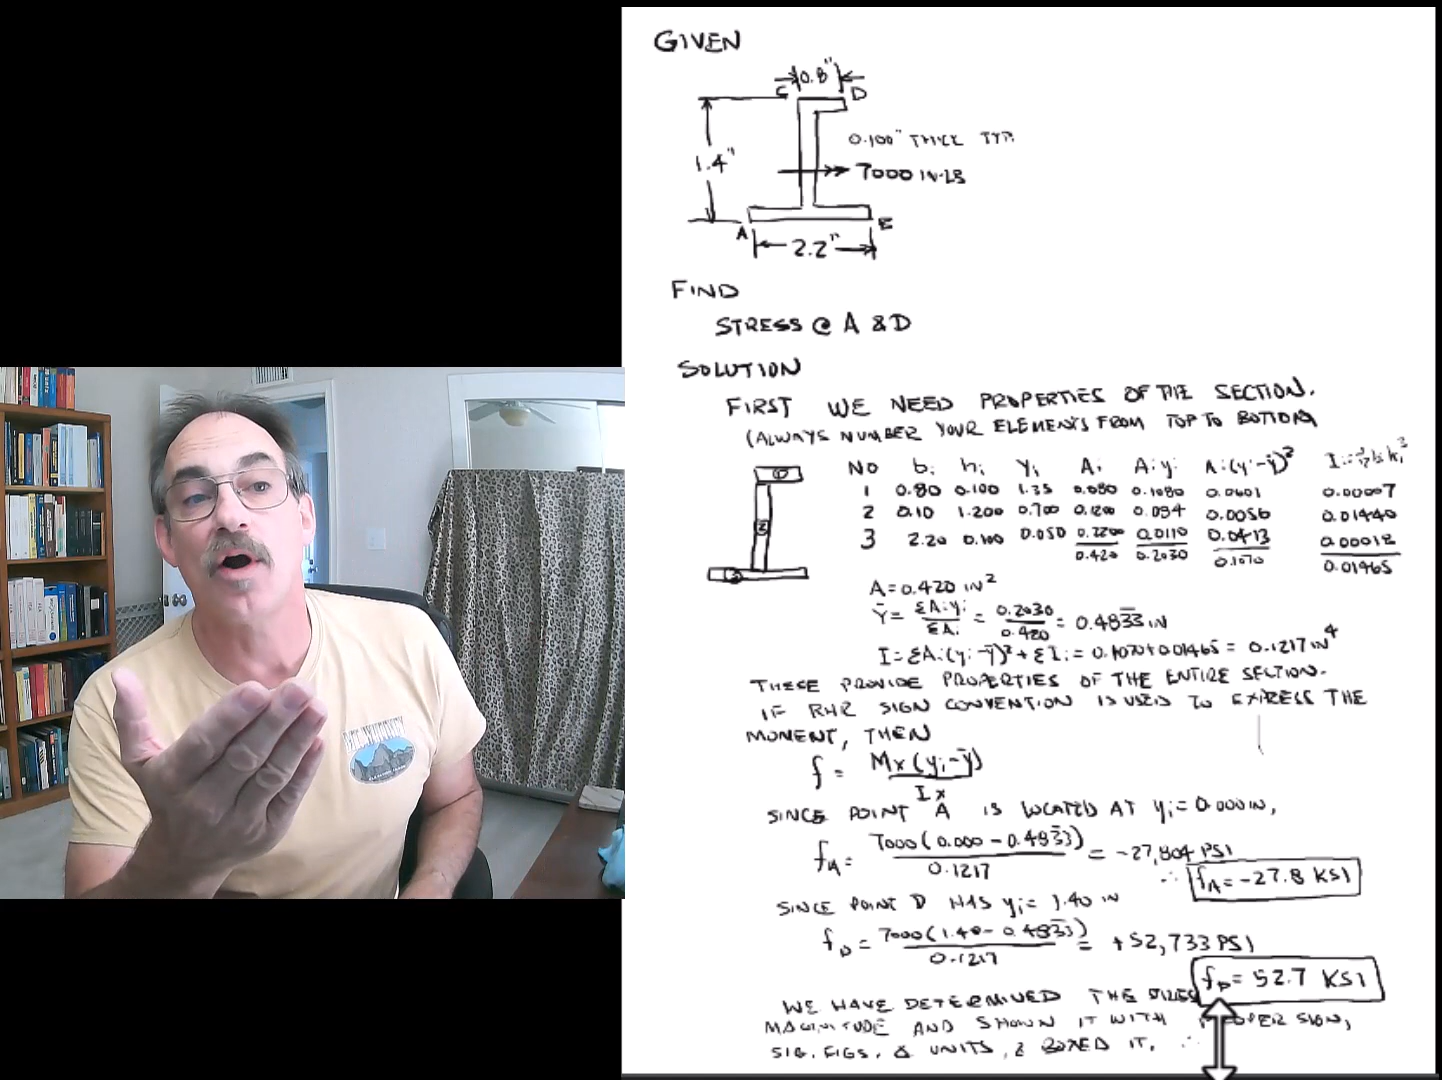 GIVEN
0.8"
C D
0.100" THICK TYP.
1.4"
7000 IN-LB
A E
2.2"
FIND
STRESS @ A & D
SOLUTION
FIRST WE NEED PROPERTIES OF THE SECTION.
(ALWAYS NUMBER YOUR ELEMENTS FROM TOP TO BOTTOM)
NO bi hi Yi Ai Aiyi Ai(yi-ȳ)² Ii=1/12 bihi³
1 0.80 0.100 1.35 0.080 0.1080 0.0601 0.00007
2 0.10 1.200 0.700 0.1200 0.084 0.0056 0.01440
3 2.20 0.100 0.050 0.2200 0.0110 0.0413 0.00018
0.420 0.2030 0.1070 0.01465
A = 0.420 IN²
Ȳ = ΣAiyi/ΣAi = 0.2030/0.420 = 0.4833 IN
I = ΣAi(yi-ȳ)² + ΣIi = 0.1070+0.01465 = 0.1217 IN⁴
THESE PROVIDE PROPERTIES OF THE ENTIRE SECTION.
IF RHR SIGN CONVENTION IS USED TO EXPRESS THE
MOMENT, THEN
f = Mx(yi-ȳ)/Ix
SINCE POINT A IS LOCATED AT yi = 0.000 IN,
fA = 7000(0.000 - 0.4833)/0.1217 = -27,804 PSI
∴ fA = -27.8 KSI
SINCE POINT D HAS yi = 1.40 IN
fD = 7000(1.40 - 0.4833)/0.1217 = +52,733 PSI
fD = 52.7 KSI
WE HAVE DETERMINED THE
MAGNITUDE AND SHOWN IT WITH PROPER SIGN,
SIG. FIGS. & UNITS, & BOXED IT.